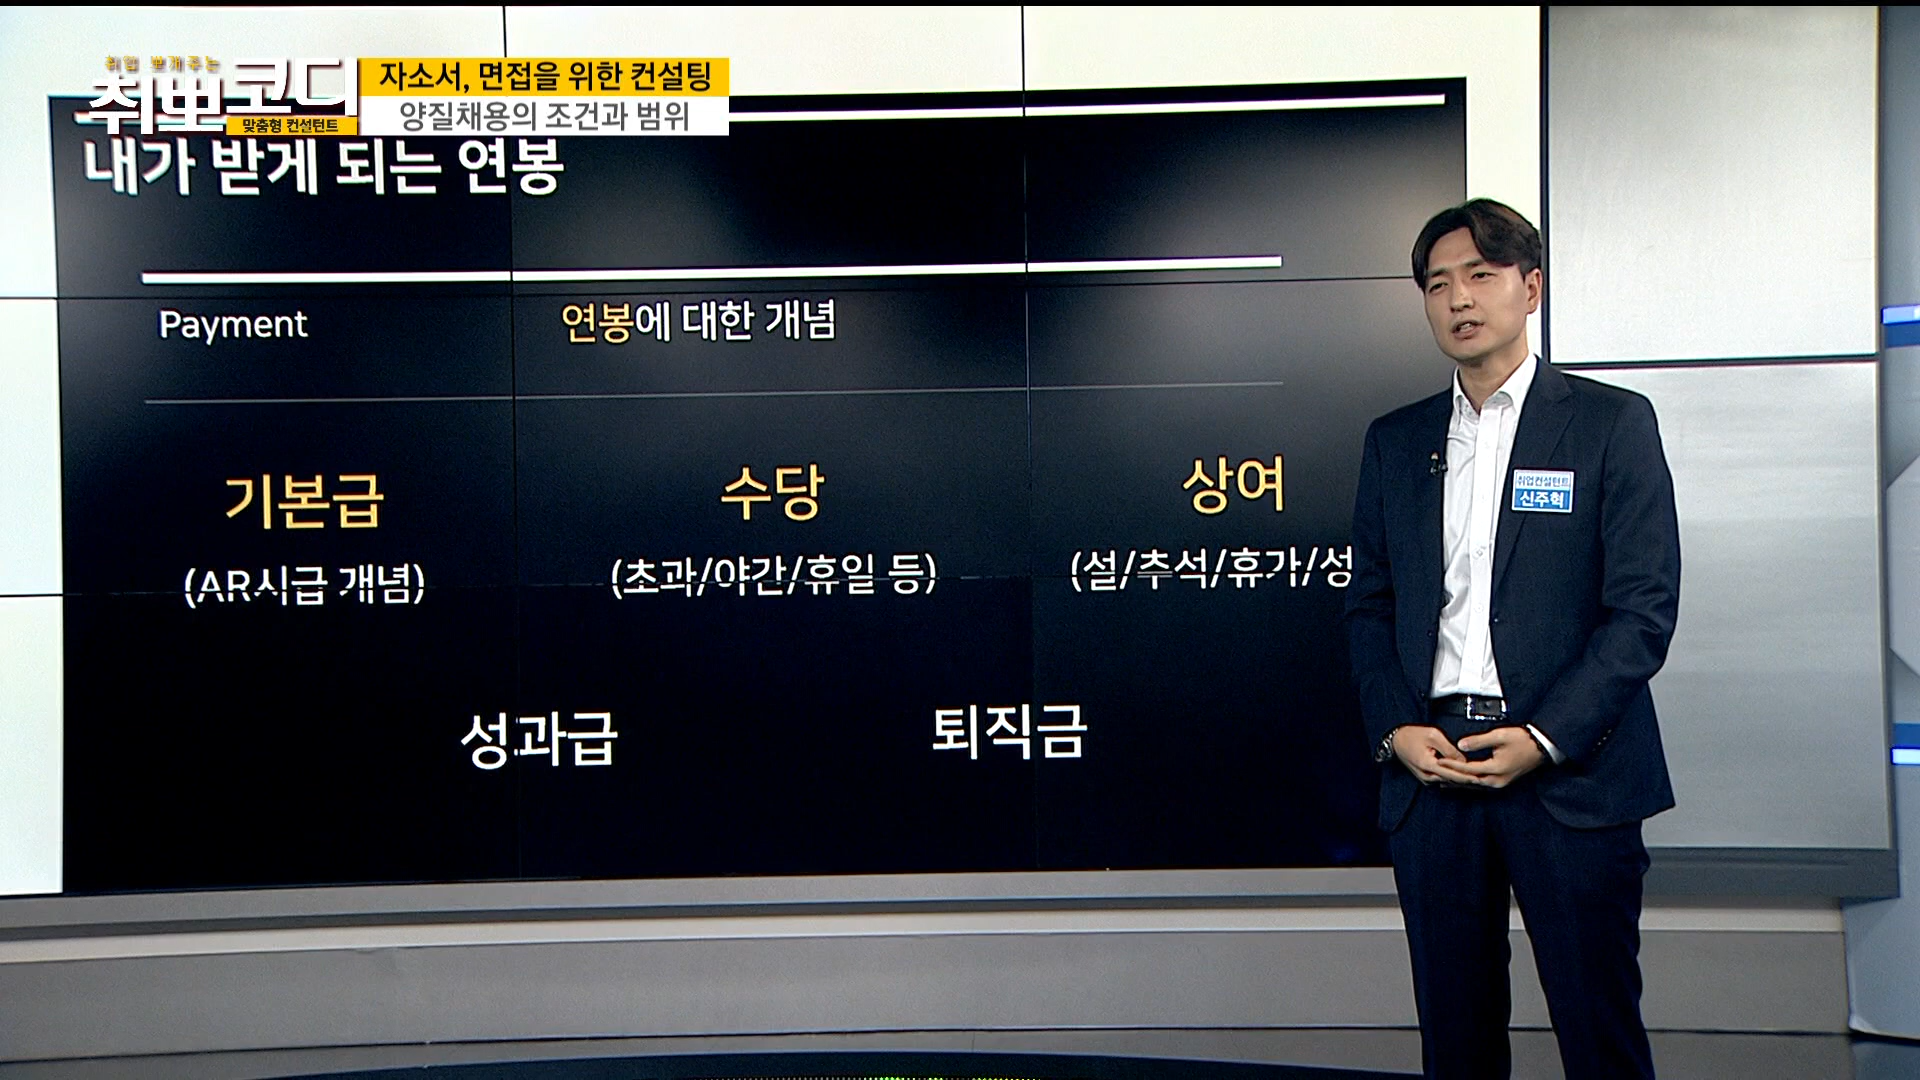 취업 뽀개주는
취뽀코디
맞춤형 컨설턴트
자소서, 면접을 위한 컨설팅
양질채용의 조건과 범위
내가 받게 되는 연봉
Payment
연봉에 대한 개념
기본급
수당
상여
(AR시급 개념)
(초과/야간/휴일 등)
(설/추석/휴가/성
성과급
퇴직금
취업컨설턴트
신주혁